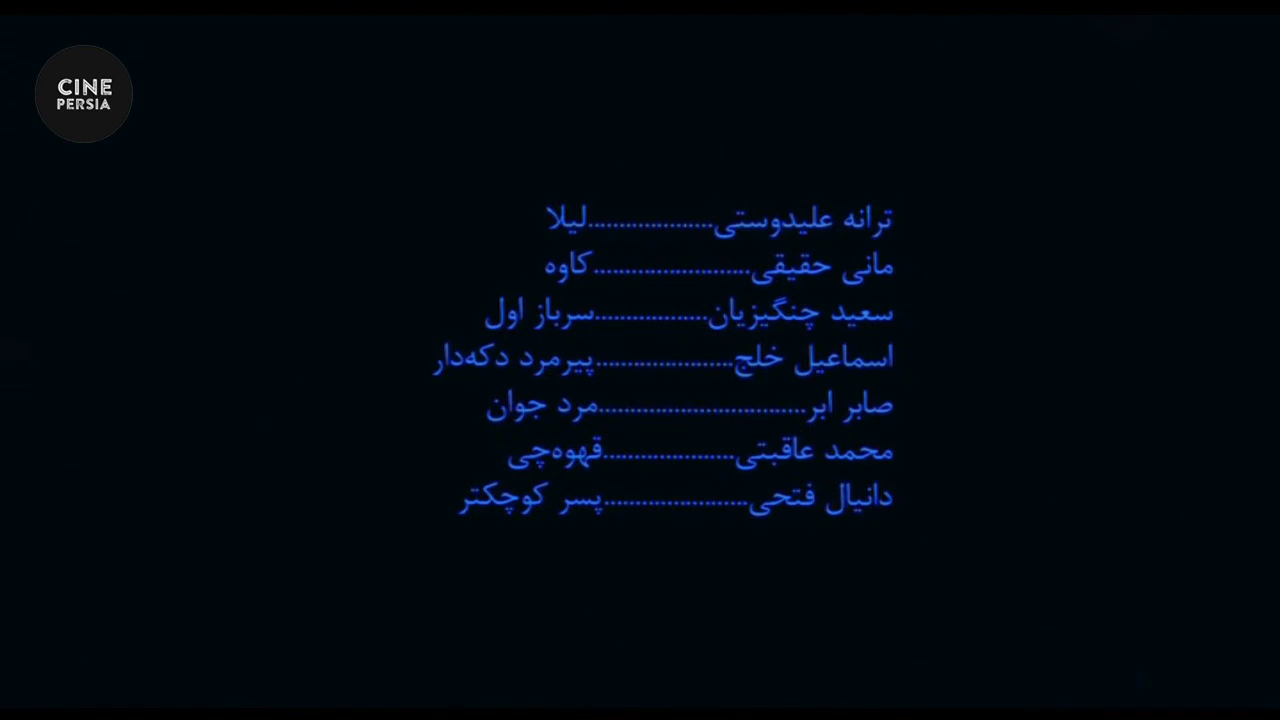 CINE
PERSIA
ترانه علیدوستی....................لیلا
مانی حقیقی.........................کاوه
سعید چنگیزیان..................سرباز اول
اسماعیل خلج......................پیرمرد دکه‌دار
صابر ابر.................................مرد جوان
محمد عاقبتی.....................قهوه‌چی
دانیال فتحی.......................پسر کوچکتر